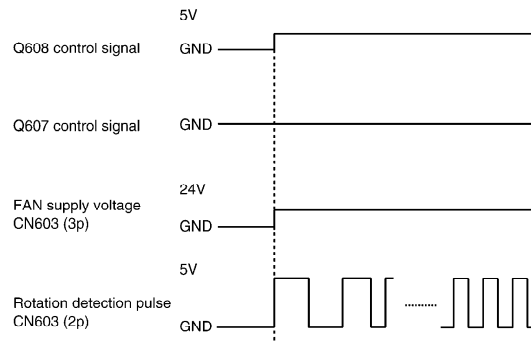 5V
Q608 control signal GND
Q607 control signal GND
24V
FAN supply voltage
CN603 (3p) GND
5V
Rotation detection pulse
CN603 (2p) GND